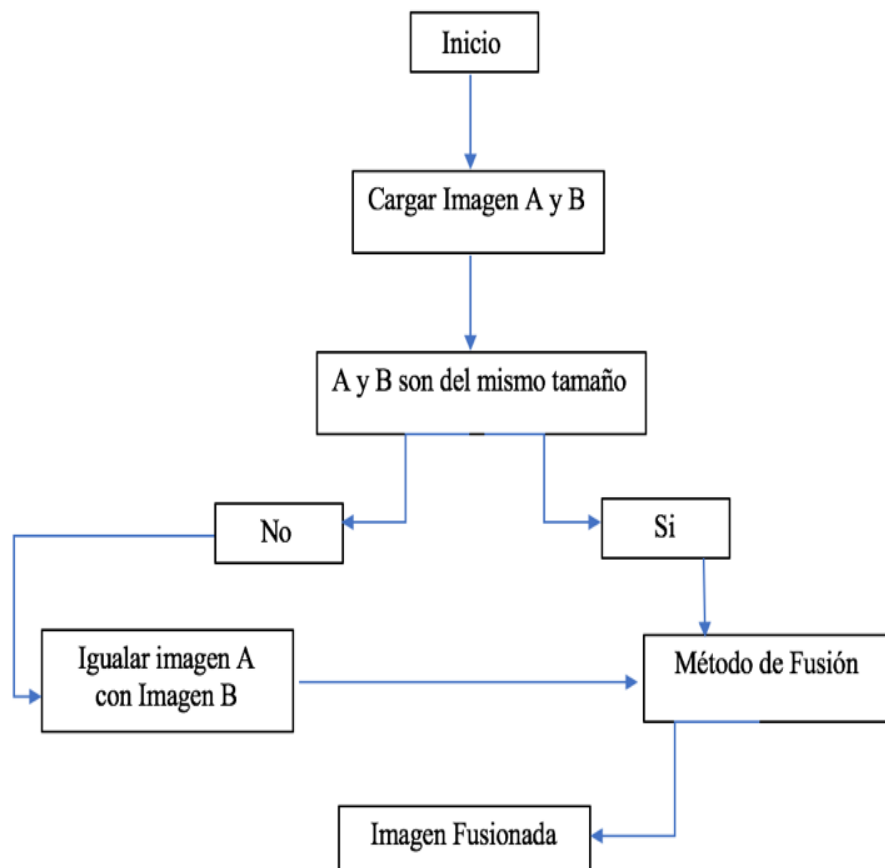 Inicio
Cargar Imagen A y B
A y B son del mismo tamaño
No
Si
Igualar imagen A
con Imagen B
Método de Fusión
Imagen Fusionada